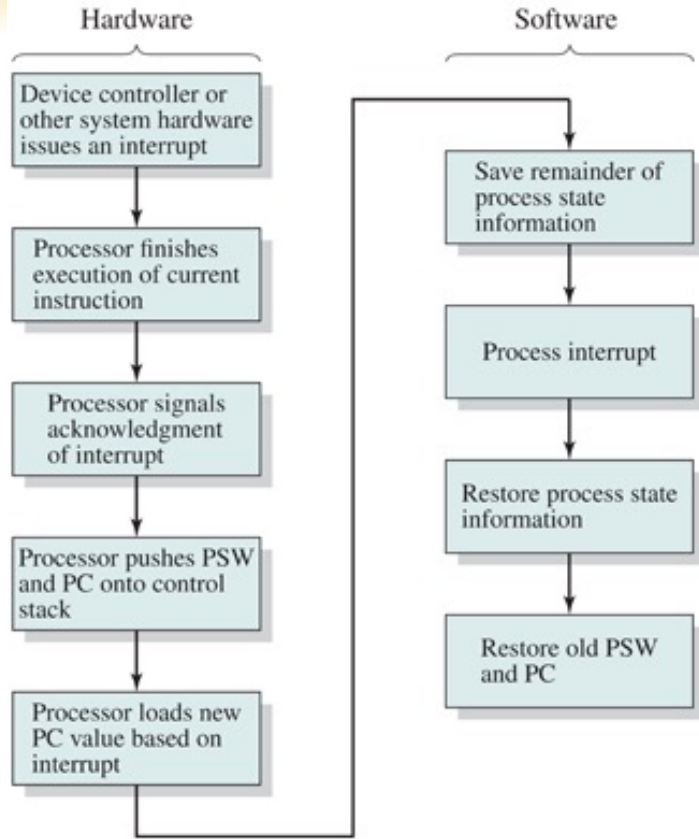 Hardware
Device controller or
other system hardware
issues an interrupt
Processor finishes
execution of current
instruction
Processor signals
acknowledgment
of interrupt
Processor pushes PSW
and PC onto control
stack
Processor loads new
PC value based on
interrupt
Software
Save remainder of
process state
information
Process interrupt
Restore process state
information
Restore old PSW
and PC